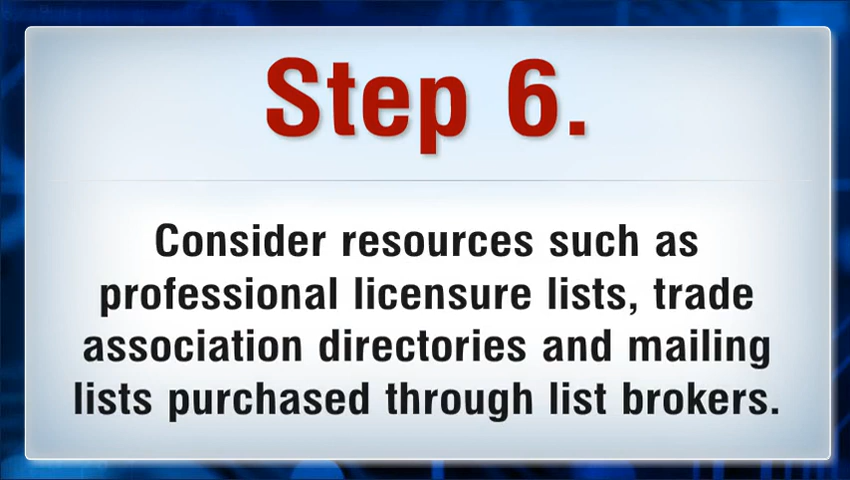 Step 6.
Consider resources such as
professional licensure lists, trade
association directories and mailing
lists purchased through list brokers.